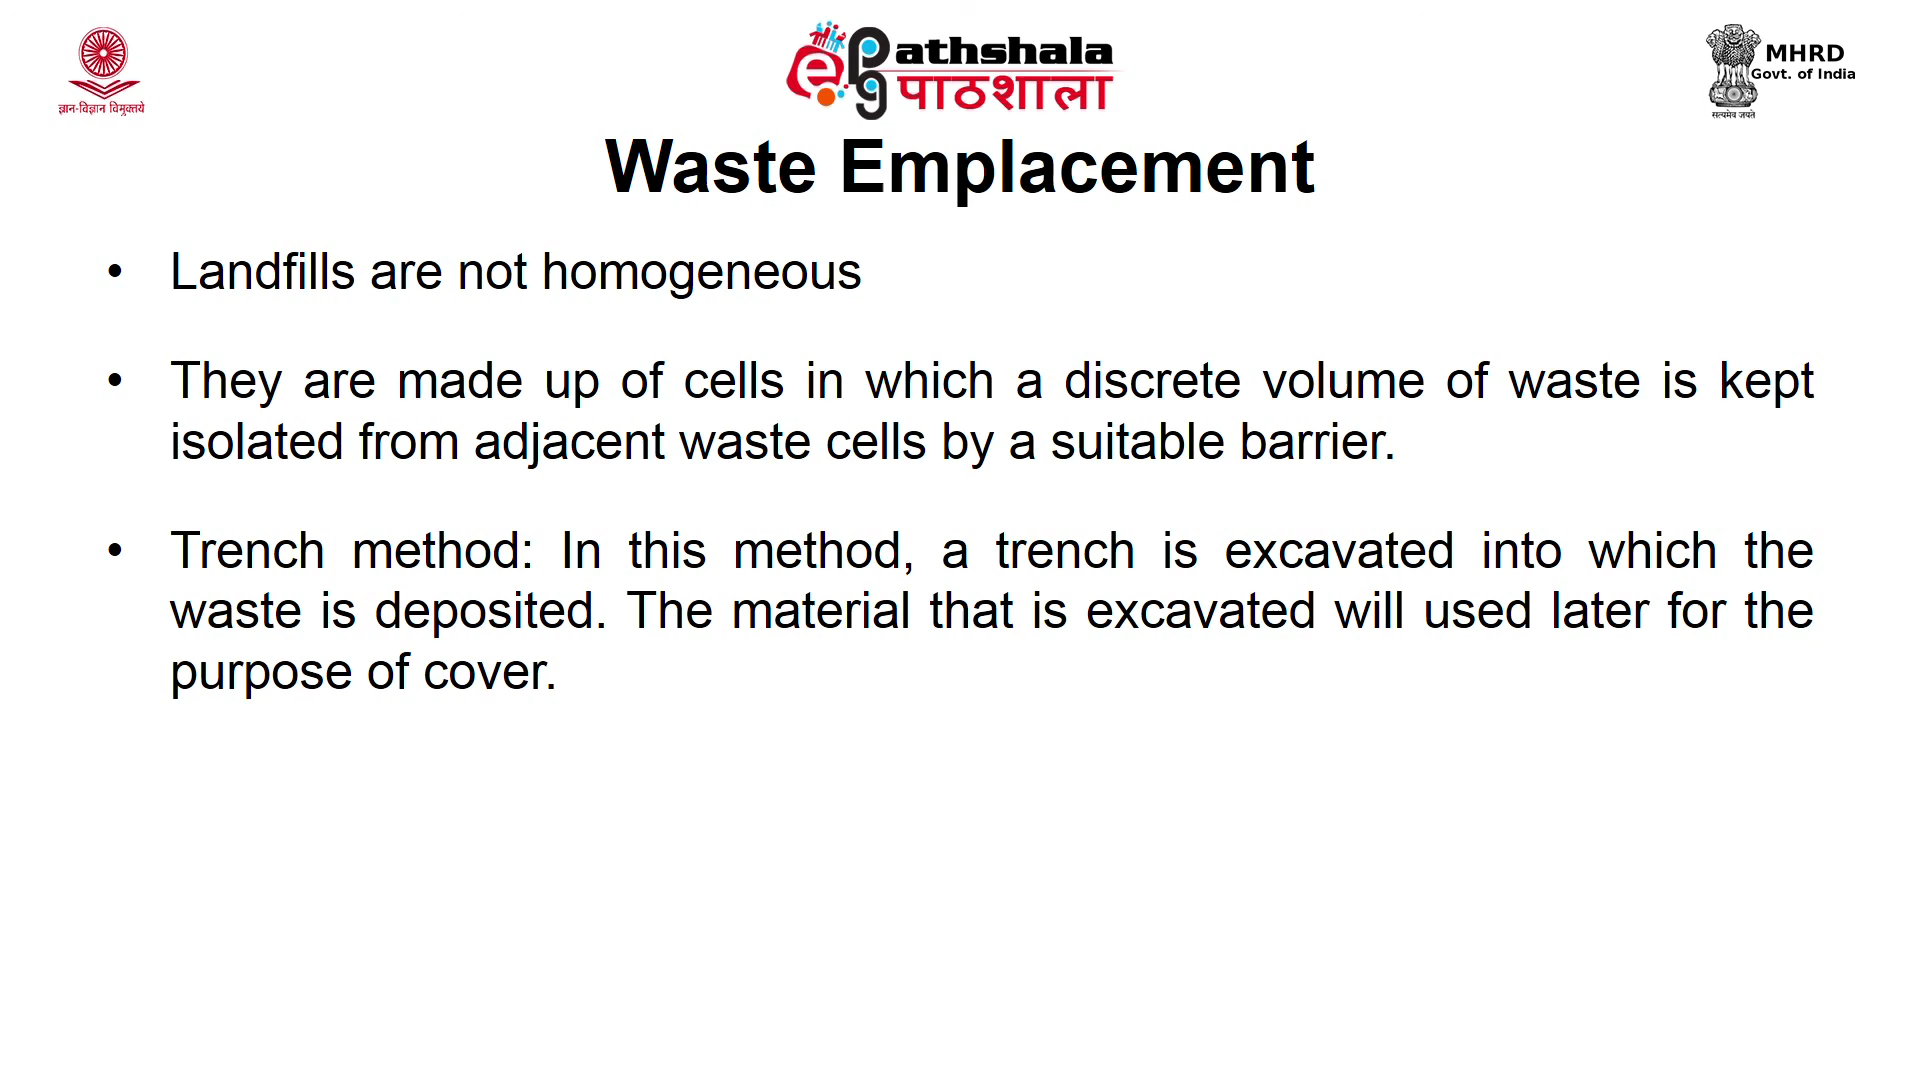 ज्ञान-विज्ञान विमुक्तये
ePg athshala
पाठशाला
MHRD
Govt. of India
सत्यमेव जयते
Waste Emplacement
• Landfills are not homogeneous
• They are made up of cells in which a discrete volume of waste is kept
isolated from adjacent waste cells by a suitable barrier.
• Trench method: In this method, a trench is excavated into which the
waste is deposited. The material that is excavated will used later for the
purpose of cover.